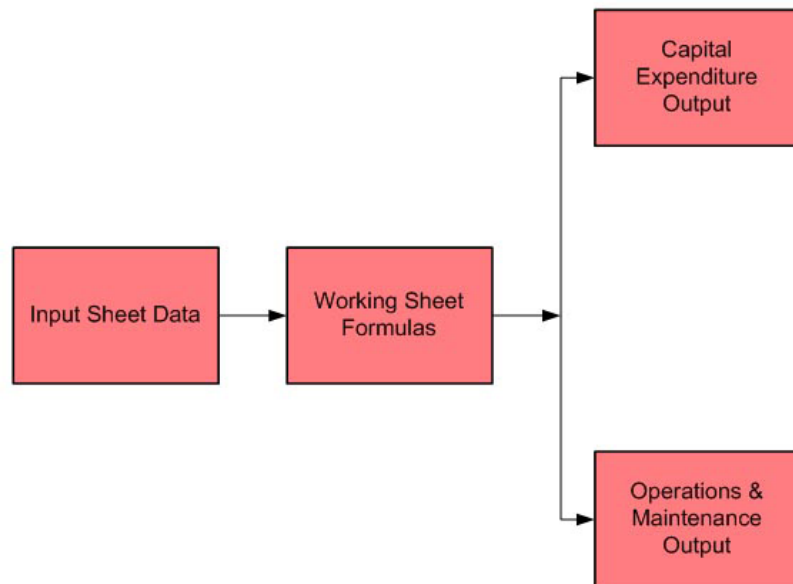 Capital
Expenditure
Output
Input Sheet Data
Working Sheet
Formulas
Operations &
Maintenance
Output